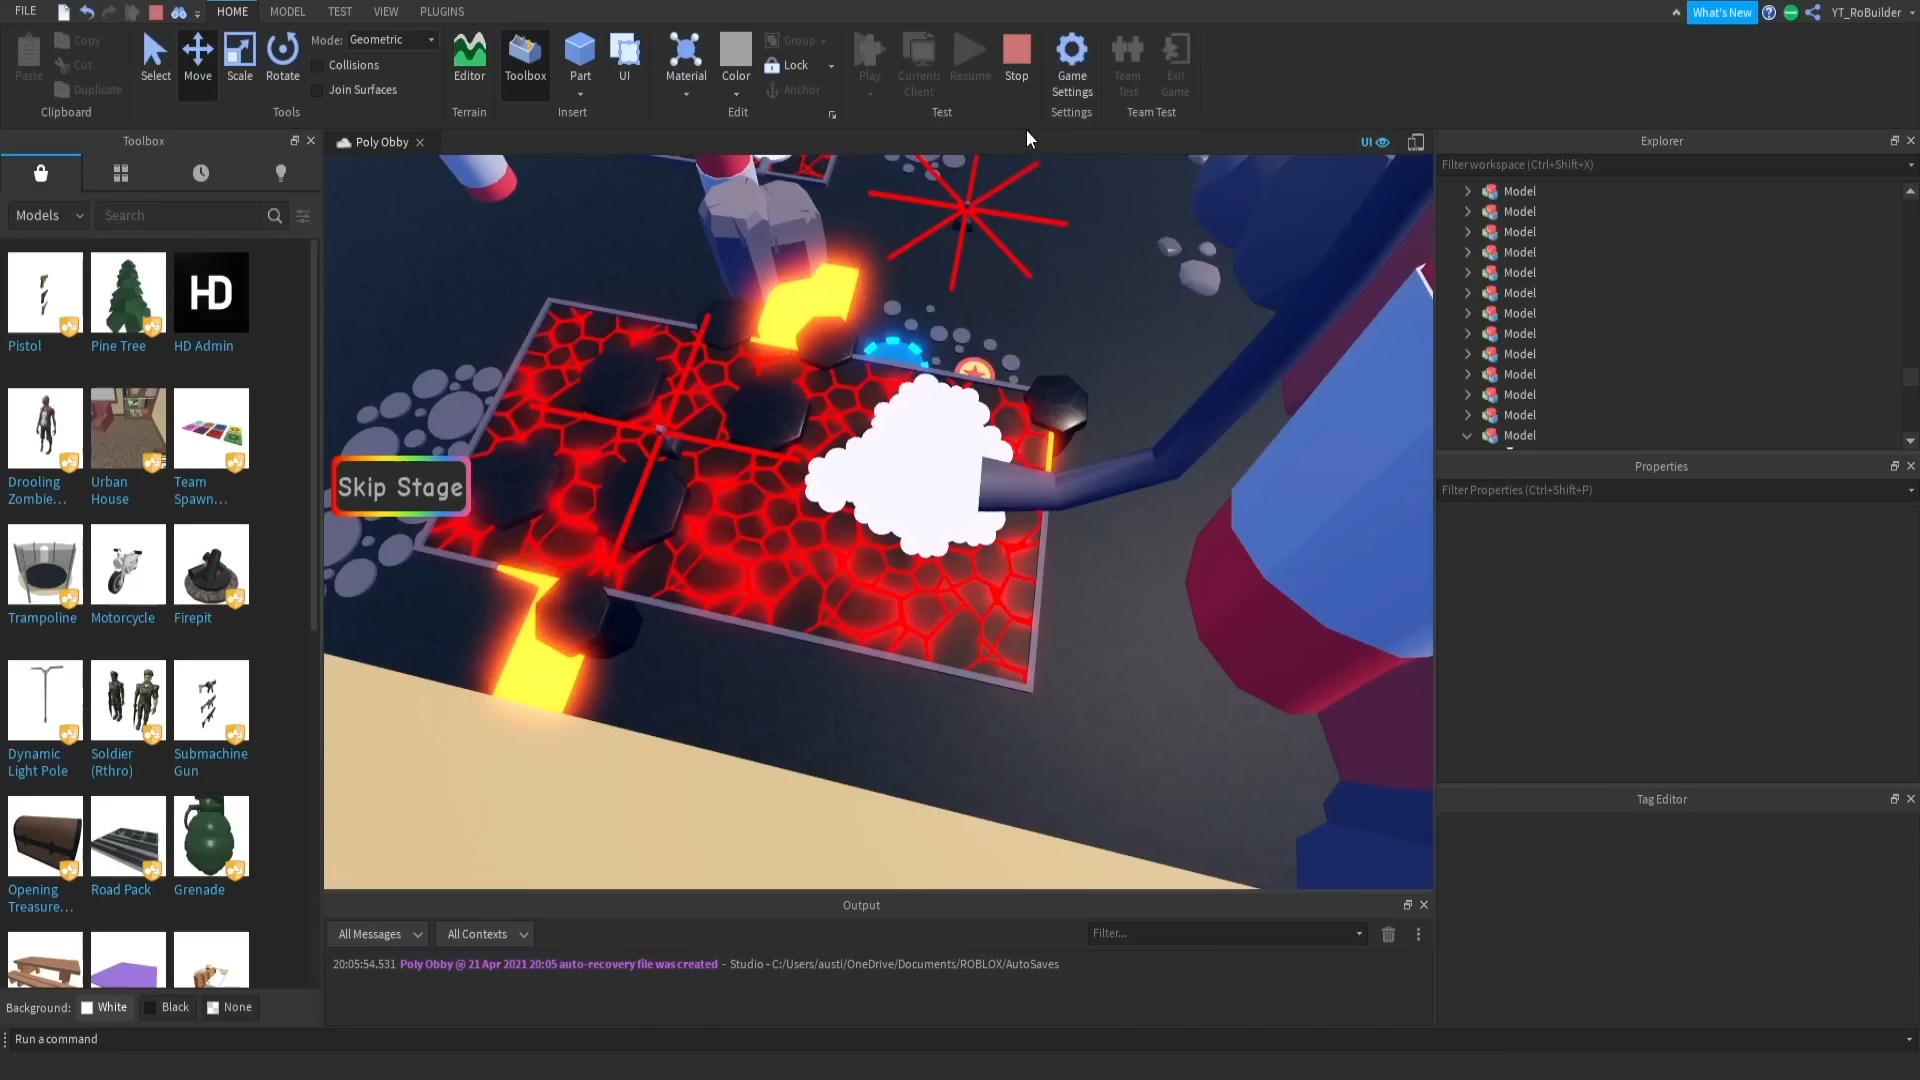 FILE
HOME
MODEL
TEST
VIEW
PLUGINS
What's New
YT_RoBuilder
Paste
Copy
Cut
Duplicate
Clipboard
Select
Move
Scale
Rotate
Mode: Geometric
Collisions
Join Surfaces
Tools
Editor
Terrain
Toolbox
Part
UI
Insert
Material
Color
Group
Lock
Anchor
Edit
Play
Current:
Client
Resume
Stop
Test
Game
Settings
Settings
Team
Test
Exit
Game
Team Test
Toolbox
Models
Search
Pistol
Pine Tree
HD
HD Admin
Drooling
Zombie...
Urban
House
Team
Spawn...
Trampoline
Motorcycle
Firepit
Dynamic
Light Pole
Soldier
(Rthro)
Submachine
Gun
Opening
Treasure...
Road Pack
Grenade
Background:
White
Black
None
Run a command
Poly Obby
UI
Skip Stage
Output
All Messages
All Contexts
Filter...
20:05:54.531 Poly Obby @ 21 Apr 2021 20:05 auto-recovery file was created - Studio - C:/Users/austi/OneDrive/Documents/ROBLOX/AutoSaves
Explorer
Filter workspace (Ctrl+Shift+X)
Model
Model
Model
Model
Model
Model
Model
Model
Model
Model
Model
Model
Model
Properties
Filter Properties (Ctrl+Shift+P)
Tag Editor